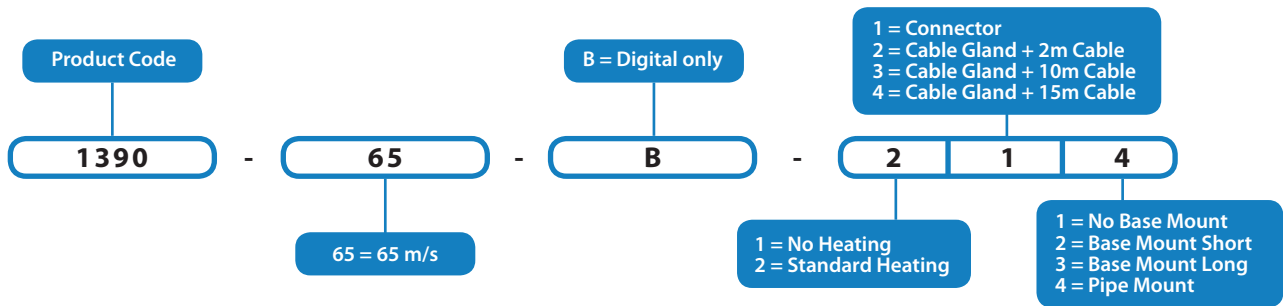 Product Code
B = Digital only
1 = Connector
2 = Cable Gland + 2m Cable
3 = Cable Gland + 10m Cable
4 = Cable Gland + 15m Cable
1390 - 65 - B - 2 1 4
65 = 65 m/s
1 = No Heating
2 = Standard Heating
1 = No Base Mount
2 = Base Mount Short
3 = Base Mount Long
4 = Pipe Mount